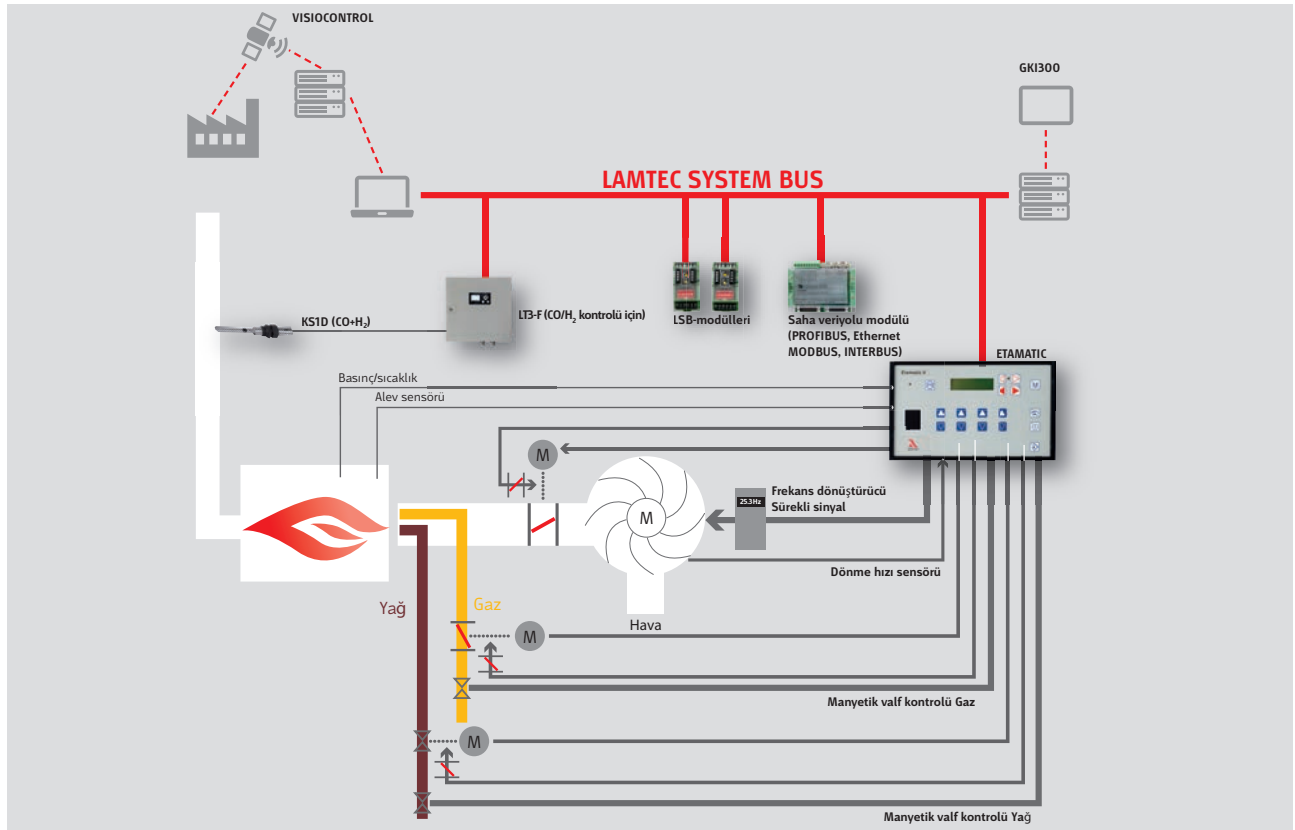 VISIOCONTROL
GKI300
LAMTEC SYSTEM BUS
KS1D (CO+H₂)
LT3-F (CO/H₂ kontrolü için)
LSB-modülleri
Saha veriyolu modülü
(PROFIBUS, Ethernet
MODBUS, INTERBUS)
ETAMATIC
Basınç/sıcaklık
Alev sensörü
M
M
25.3Hz
Frekans dönüştürücü
Sürekli sinyal
Dönme hızı sensörü
Yağ
Gaz
Hava
M
Manyetik valf kontrolü Gaz
M
Manyetik valf kontrolü Yağ